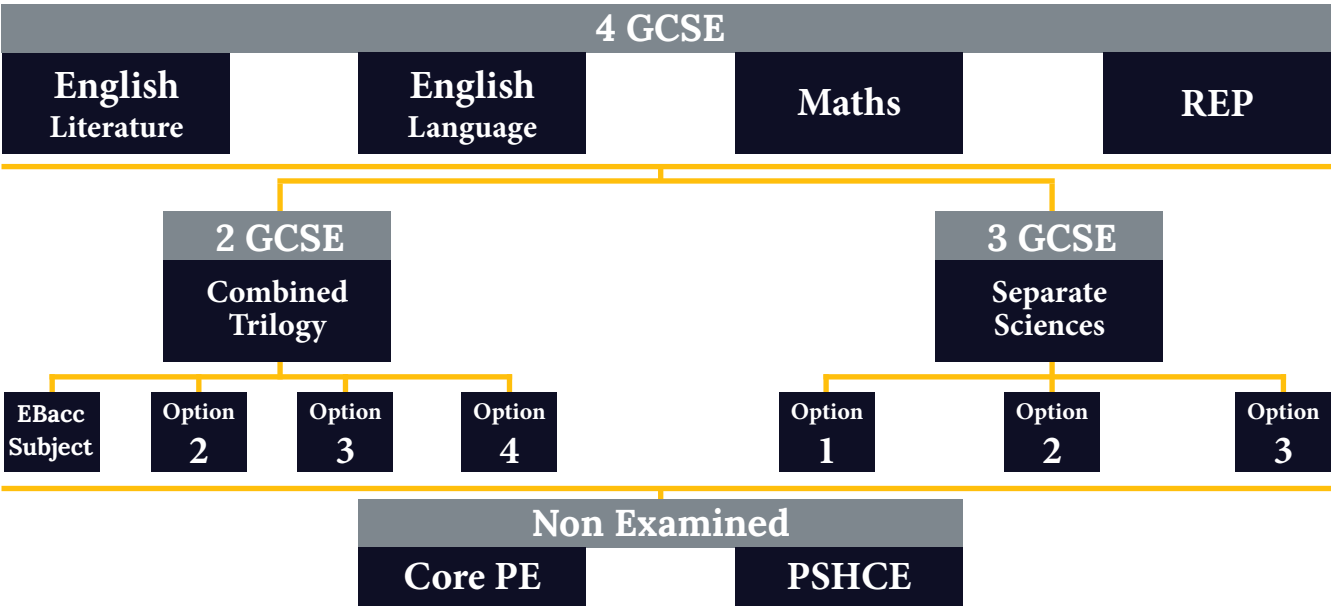 4 GCSE
English
Literature
English
Language
Maths
REP
2 GCSE
Combined
Trilogy
3 GCSE
Separate
Sciences
EBacc
Subject
Option
2
Option
3
Option
4
Option
1
Option
2
Option
3
Non Examined
Core PE
PSHCE